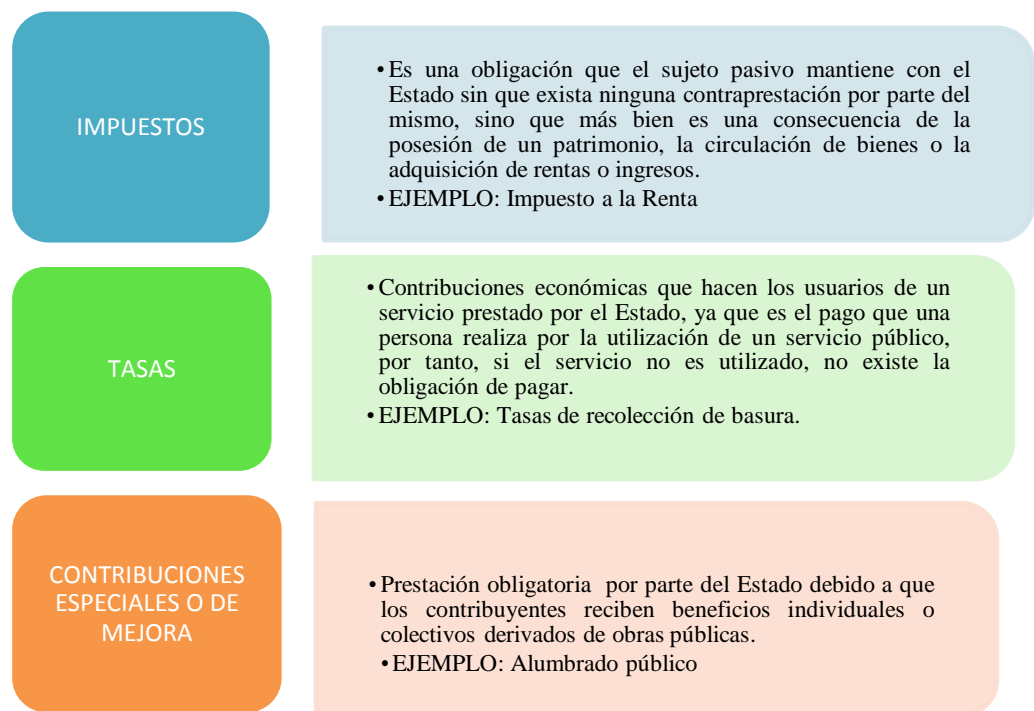 IMPUESTOS
• Es una obligación que el sujeto pasivo mantiene con el
Estado sin que exista ninguna contraprestación por parte del
mismo, sino que más bien es una consecuencia de la
posesión de un patrimonio, la circulación de bienes o la
adquisición de rentas o ingresos.
• EJEMPLO: Impuesto a la Renta
TASAS
• Contribuciones económicas que hacen los usuarios de un
servicio prestado por el Estado, ya que es el pago que una
persona realiza por la utilización de un servicio público,
por tanto, si el servicio no es utilizado, no existe la
obligación de pagar.
• EJEMPLO: Tasas de recolección de basura.
CONTRIBUCIONES
ESPECIALES O DE
MEJORA
• Prestación obligatoria por parte del Estado debido a que
los contribuyentes reciben beneficios individuales o
colectivos derivados de obras públicas.
• EJEMPLO: Alumbrado público